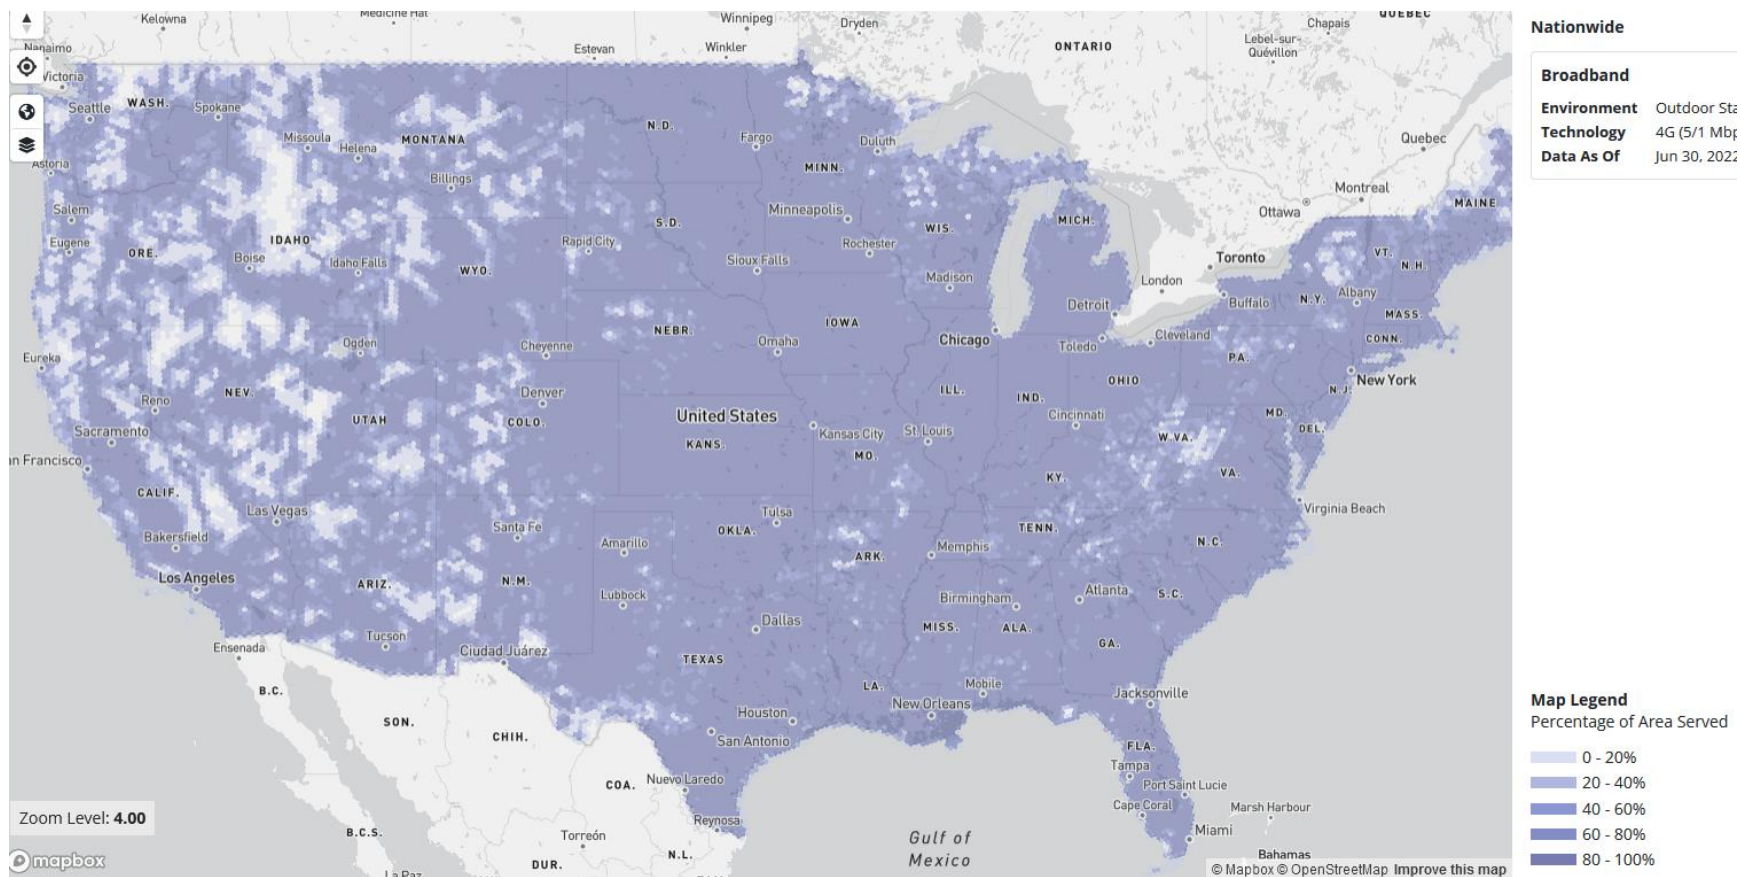 Kelowna
Medicine Hat
Winnipeg
Dryden
Chapais
QUEBEC
Nanaimo
Estevan
Winkler
ONTARIO
Lebel-sur-
Quévillon
Victoria
Seattle
WASH.
Spokane
Missoula
Helena
MONTANA
N.D.
Fargo
Duluth
Quebec
Astoria
Billings
MINN.
Montreal
Ottawa
MAINE
Salem
Minneapolis
Eugene
ORE.
IDAHO
Boise
Idaho Falls
WYO.
Rapid City
S.D.
Rochester
WIS.
MICH.
Toronto
VT.
N.H.
Sioux Falls
Madison
London
Detroit
Buffalo
N.Y.
Albany
MASS.
NEBR.
IOWA
Omaha
Chicago
Toledo
Cleveland
CONN.
PA.
Eureka
Ogden
Cheyenne
New York
N.J.
NEV.
Reno
UTAH
Denver
COLO.
United States
ILL.
IND.
OHIO
Cincinnati
MD.
DEL.
Sacramento
KANS.
Kansas City
St. Louis
W.VA.
n Francisco
MO.
KY.
VA.
CALIF.
Las Vegas
Virginia Beach
Bakersfield
Santa Fe
Tulsa
OKLA.
TENN.
Amarillo
ARK.
Memphis
N.C.
Los Angeles
ARIZ.
N.M.
Lubbock
Birmingham
Atlanta
S.C.
Dallas
MISS.
ALA.
GA.
Tucson
Ensenada
Ciudad Juárez
TEXAS
B.C.
LA.
Mobile
Jacksonville
SON.
New Orleans
Houston
CHIH.
San Antonio
FLA.
Tampa
COA.
Nuevo Laredo
Port Saint Lucie
Cape Coral
Marsh Harbour
Zoom Level: 4.00
B.C.S.
Torreón
Reynosa
Gulf of
Mexico
Miami
mapbox
DUR.
N.L.
Bahamas
La Paz
© Mapbox © OpenStreetMap Improve this map
Nationwide
Broadband
Environment Outdoor Sta
Technology 4G (5/1 Mbp
Data As Of Jun 30, 2022
Map Legend
Percentage of Area Served
0 - 20%
20 - 40%
40 - 60%
60 - 80%
80 - 100%